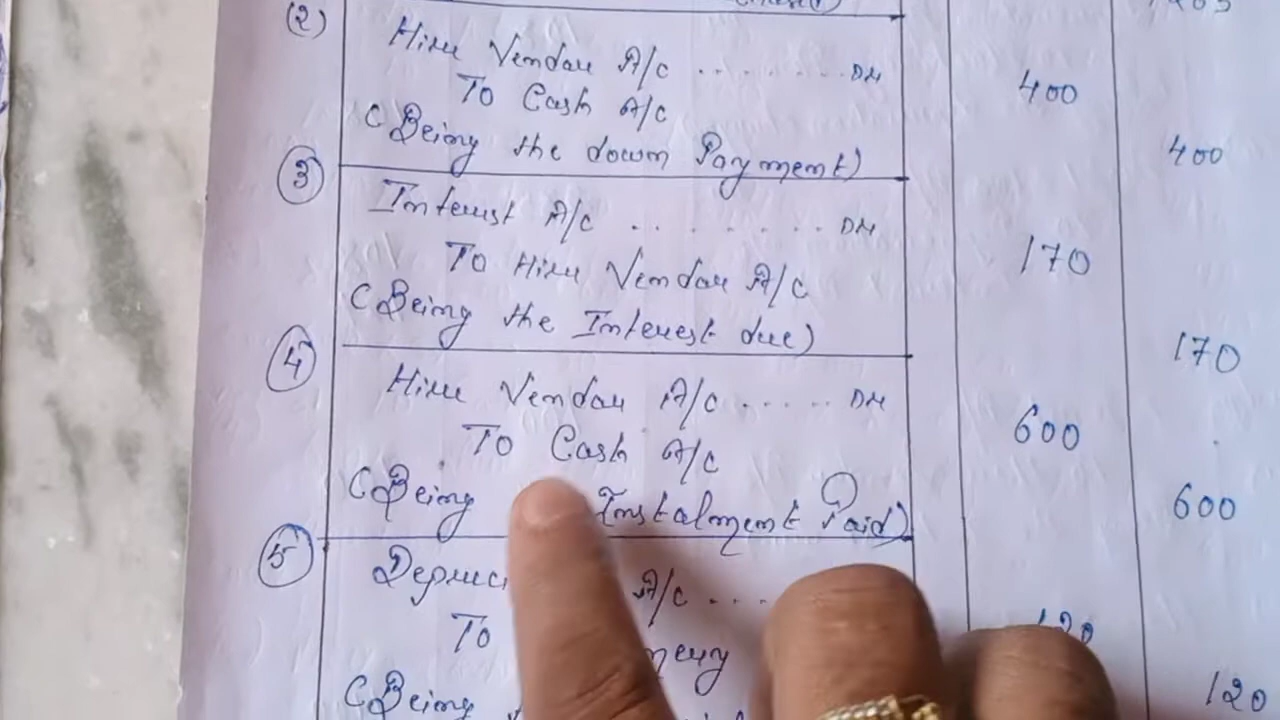 (2) Hire Vendor A/c ........ Dr 400
To Cash A/c 400
(Being the down Payment)
(3) Interest A/c ........ Dr 170
To Hire Vendor A/c 170
(Being the Interest due)
(4) Hire Vendor A/c ..... Dr 600
To Cash A/c 600
(Being Instalment Paid)
(5) A/c ... 120
To 120
(Being